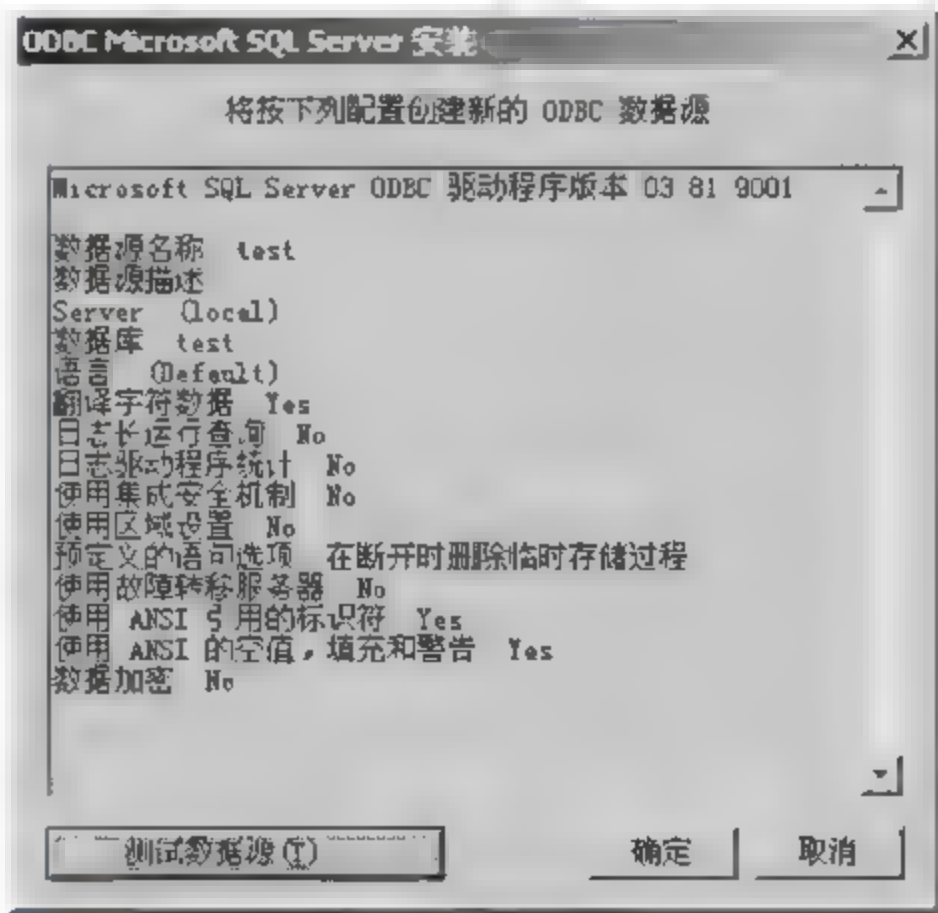 ODBC Microsoft SQL Server 安装
将按下列配置创建新的 ODBC 数据源
Microsoft SQL Server ODBC 驱动程序版本 03 81 9001
数据源名称 test
数据源描述
Server (local)
数据库 test
语言 (Default)
翻译字符数据 Yes
日志长运行查询 No
日志驱动程序统计 No
使用集成安全机制 No
使用区域设置 No
预定义的语句选项 在断开时删除临时存储过程
使用故障转移服务器 No
使用 ANSI 引用的标识符 Yes
使用 ANSI 的空值，填充和警告 Yes
数据加密 No
测试数据源(T)
确定
取消